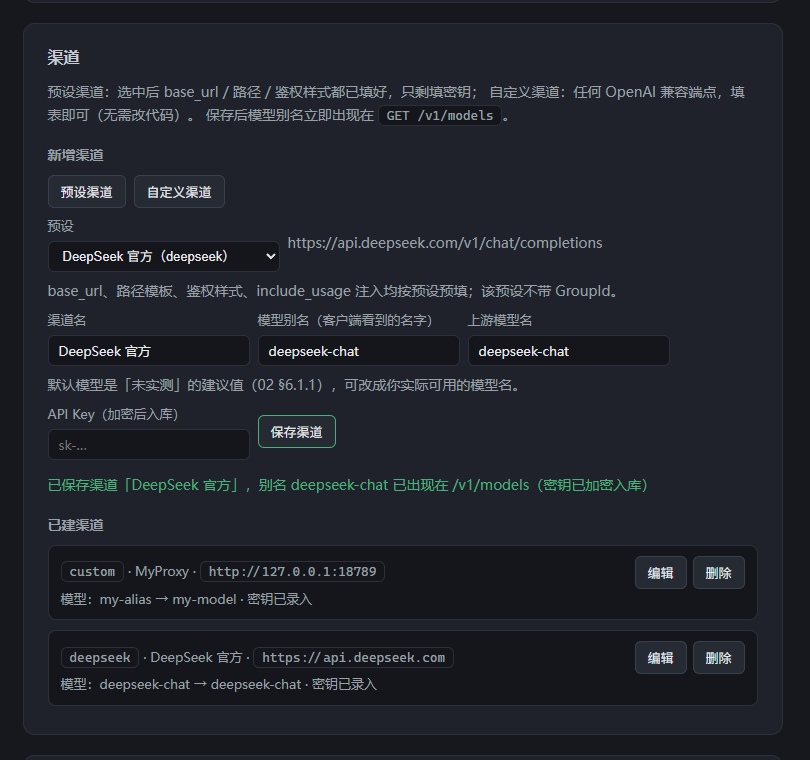 渠道
预设渠道：选中后 base_url / 路径 / 鉴权样式都已填好，只剩填密钥； 自定义渠道：任何 OpenAI 兼容端点，填
表即可（无需改代码）。 保存后模型别名立即出现在 GET /v1/models 。
新增渠道
预设渠道 自定义渠道
预设
DeepSeek 官方（deepseek） https://api.deepseek.com/v1/chat/completions
base_url、路径模板、鉴权样式、include_usage 注入均按预设预填；该预设不带 GroupId。
渠道名 模型别名（客户端看到的名字） 上游模型名
DeepSeek 官方 deepseek-chat deepseek-chat
默认模型是「未实测」的建议值（02 §6.1.1），可改成你实际可用的模型名。
API Key（加密后入库）
sk-... 保存渠道
已保存渠道「DeepSeek 官方」，别名 deepseek-chat 已出现在 /v1/models（密钥已加密入库）
已建渠道
custom · MyProxy · http://127.0.0.1:18789 编辑 删除
模型：my-alias → my-model · 密钥已录入
deepseek · DeepSeek 官方 · https://api.deepseek.com 编辑 删除
模型：deepseek-chat → deepseek-chat · 密钥已录入